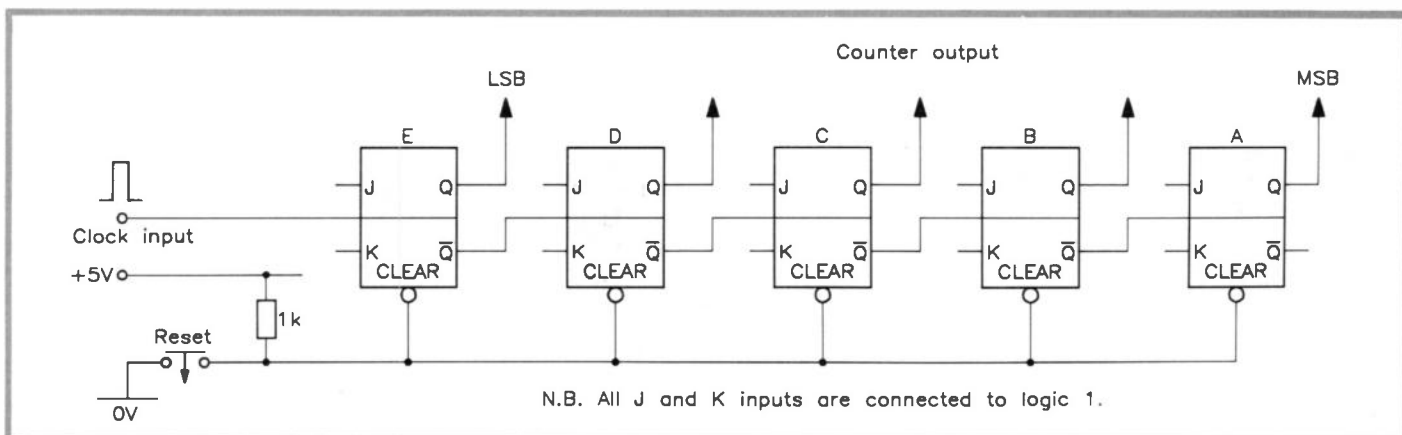 Counter output
LSB MSB
E D C B A
J Q J Q J Q J Q J Q
Clock input
K Q̅ K Q̅ K Q̅ K Q̅ K Q̅
CLEAR CLEAR CLEAR CLEAR CLEAR
+5V
1k
Reset
0V
N.B. All J and K inputs are connected to logic 1.